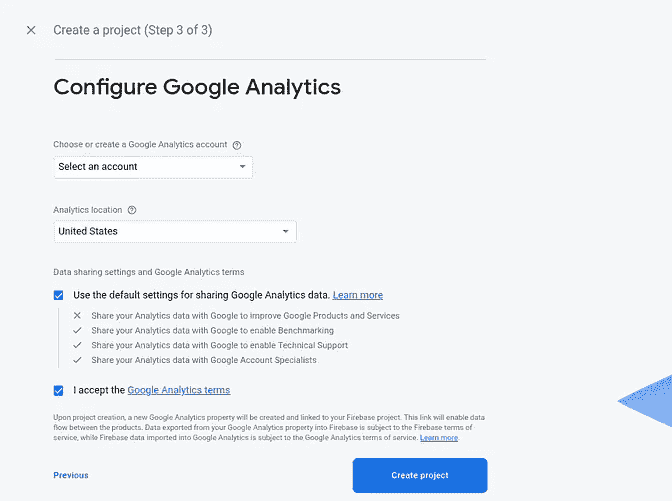 Create a project (Step 3 of 3)
Configure Google Analytics
Choose or create a Google Analytics account
Select an account
Analytics location
United States
Data sharing settings and Google Analytics terms
Use the default settings for sharing Google Analytics data. Learn more
Share your Analytics data with Google to improve Google Products and Services
Share your Analytics data with Google to enable Benchmarking
Share your Analytics data with Google to enable Technical Support
Share your Analytics data with Google Account Specialists
I accept the Google Analytics terms
Upon project creation, a new Google Analytics property will be created and linked to your Firebase project. This link will enable data
flow between the products. Data exported from your Google Analytics property into Firebase is subject to the Firebase terms of
service, while Firebase data imported into Google Analytics is subject to the Google Analytics terms of service. Learn more.
Previous
Create project